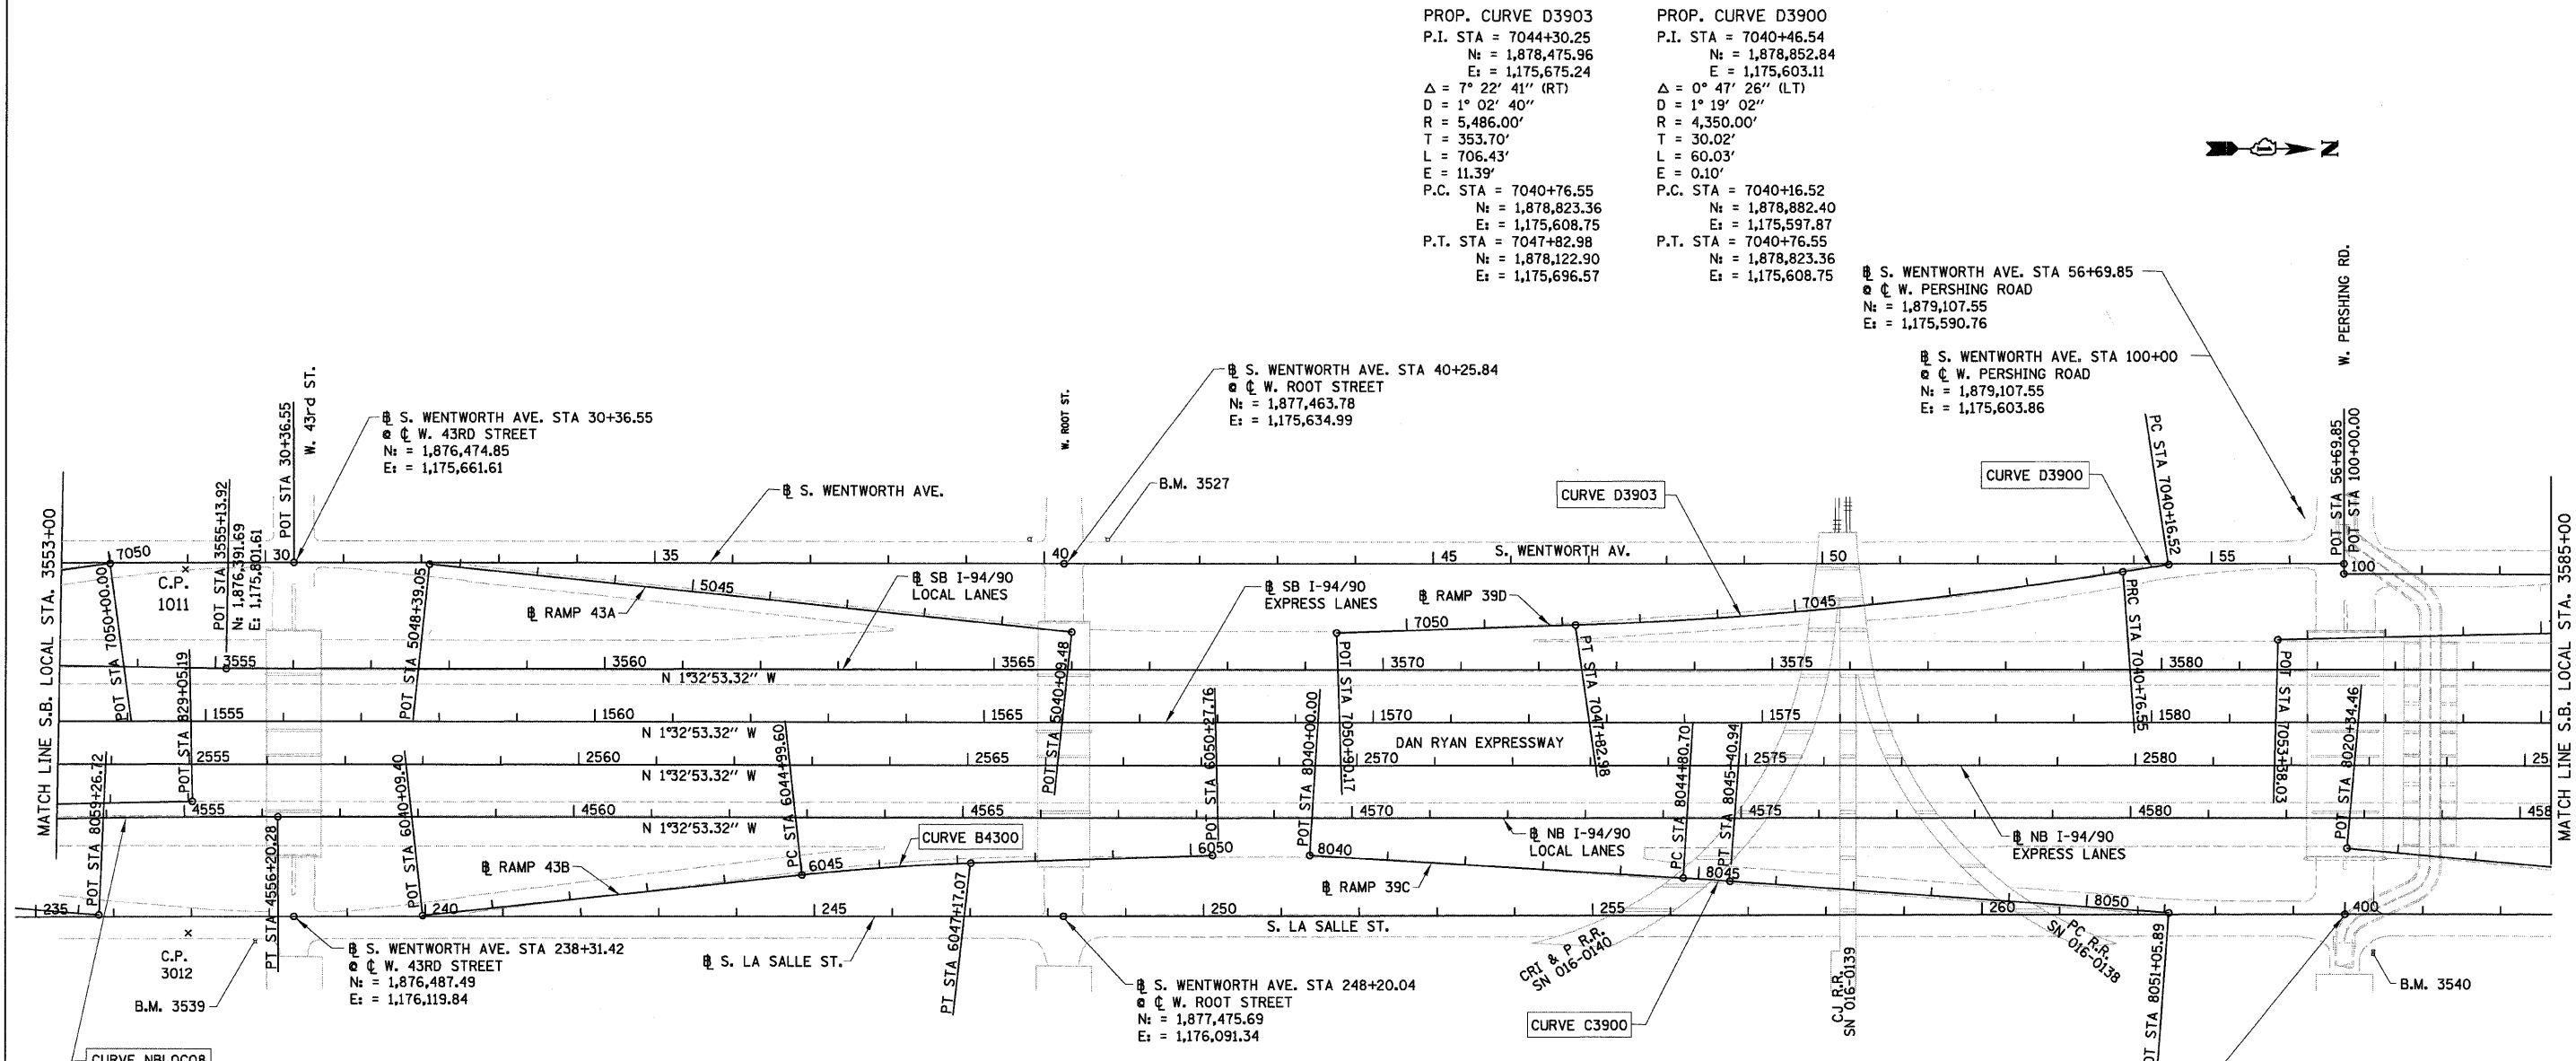 PROP. CURVE D3903
P.I. STA = 7044+30.25
N: = 1,878,475.96
E: = 1,175,675.24
Δ = 7° 22' 41" (RT)
D = 1° 02' 40"
R = 5,486.00'
T = 353.70'
L = 706.43'
E = 11.39'
P.C. STA = 7040+76.55
N: = 1,878,823.36
E: = 1,175,608.75
P.T. STA = 7047+82.98
N: = 1,878,122.90
E: = 1,175,696.57
PROP. CURVE D3900
P.I. STA = 7040+46.54
N: = 1,878,852.84
E = 1,175,603.11
Δ = 0° 47' 26" (LT)
D = 1° 19' 02"
R = 4,350.00'
T = 30.02'
L = 60.03'
E = 0.10'
P.C. STA = 7040+16.52
N: = 1,878,882.40
E: = 1,175,597.87
P.T. STA = 7040+76.55
N: = 1,878,823.36
E: = 1,175,608.75
N
℄ S. WENTWORTH AVE. STA 56+69.85
@ ℄ W. PERSHING ROAD
N: = 1,879,107.55
E: = 1,175,590.76
℄ S. WENTWORTH AVE. STA 100+00
@ ℄ W. PERSHING ROAD
N: = 1,879,107.55
E: = 1,175,603.86
W. PERSHING RD.
℄ S. WENTWORTH AVE. STA 40+25.84
@ ℄ W. ROOT STREET
N: = 1,877,463.78
E: = 1,175,634.99
℄ S. WENTWORTH AVE. STA 30+36.55
@ ℄ W. 43RD STREET
N: = 1,876,474.85
E: = 1,175,661.61
W. 43rd ST.
POT STA 30+36.55
W. ROOT ST.
B.M. 3527
℄ S. WENTWORTH AVE.
CURVE D3903
CURVE D3900
PC STA 7040+16.52
POT STA 56+69.85
POT STA 100+00.00
MATCH LINE S.B. LOCAL STA. 3553+00
MATCH LINE S.B. LOCAL STA. 3585+00
7050 30 35 40 45 S. WENTWORTH AV. 50 55 100
C.P.
1011
POT STA 7050+00.00
POT STA 3555+13.92
N: 1,876,391.69
E: 1,175,801.61
POT STA 829+05.19
POT STA 5048+39.05
5045
℄ RAMP 43A
℄ SB I-94/90
LOCAL LANES
℄ SB I-94/90
EXPRESS LANES
℄ RAMP 39D
7050 7045
3555 3560 3565 3570 3575 3580
N 1°32'53.32" W
POT STA 5040+09.48
POT STA 7050+90.17
PT STA 7047+82.98
PRC STA 7040+76.55
POT STA 7053+38.03
1555 1560 1565 1570 1575 1580
N 1°32'53.32" W
DAN RYAN EXPRESSWAY
2555 2560 2565 2570 2575 2580 25
N 1°32'53.32" W
POT STA 8059+26.72
POT STA 6040+09.40
PC STA 6044+99.60
POT STA 6050+27.76
POT STA 8040+00.00
PC STA 8044+80.70
PT STA 8045+40.94
POT STA 8020+34.46
4555 4560 4565 4570 4575 4580 458
N 1°32'53.32" W
CURVE B4300
℄ NB I-94/90
LOCAL LANES
℄ NB I-94/90
EXPRESS LANES
℄ RAMP 43B
6045 6050 8040 8045 8050
℄ RAMP 39C
235 240 245 250 255 260 400
S. LA SALLE ST.
℄ S. LA SALLE ST.
PT STA 4556+20.28
PT STA 6047+17.07
C.P.
3012
B.M. 3539
℄ S. WENTWORTH AVE. STA 238+31.42
@ ℄ W. 43RD STREET
N: = 1,876,487.49
E: = 1,176,119.84
℄ S. WENTWORTH AVE. STA 248+20.04
@ ℄ W. ROOT STREET
N: = 1,877,475.69
E: = 1,176,091.34
CRI & P R.R.
SN 016-0140
CJ R.R.
SN 016-0139
PC R.R.
SN 016-0138
CURVE C3900
B.M. 3540
OT STA 8051+05.89
CURVE NBLOC08